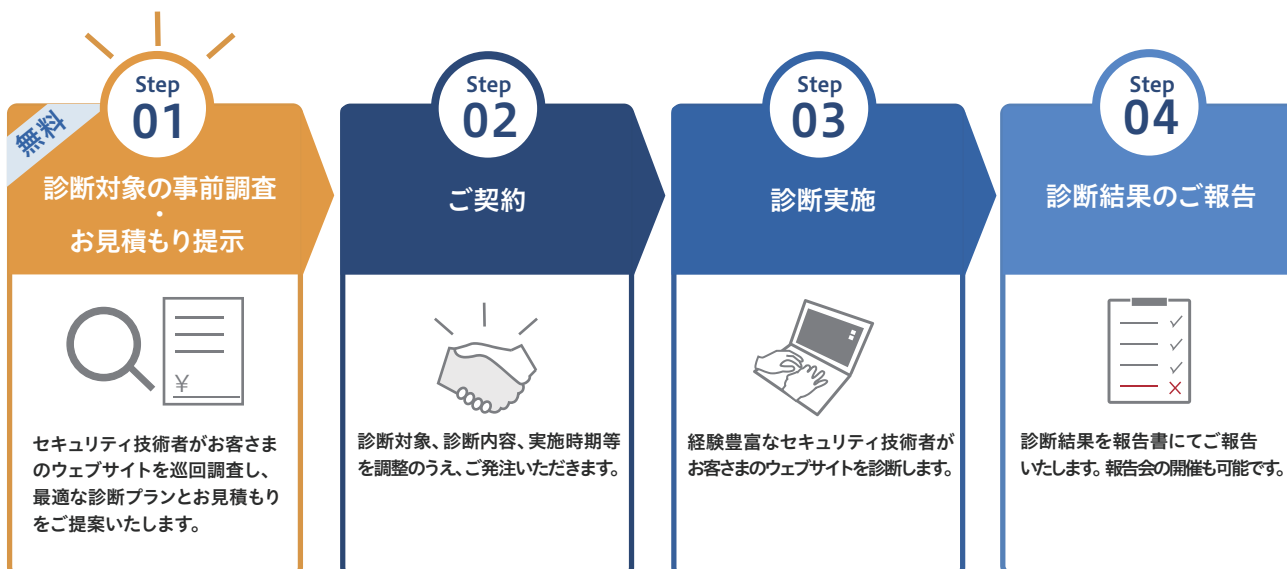 無料
Step
01
診断対象の事前調査
・
お見積もり提示
¥
セキュリティ技術者がお客さま
のウェブサイトを巡回調査し、
最適な診断プランとお見積もり
をご提案いたします。
Step
02
ご契約
診断対象、診断内容、実施時期等
を調整のうえ、ご発注いただきます。
Step
03
診断実施
経験豊富なセキュリティ技術者が
お客さまのウェブサイトを診断します。
Step
04
診断結果のご報告
診断結果を報告書にてご報告
いたします。報告会の開催も可能です。